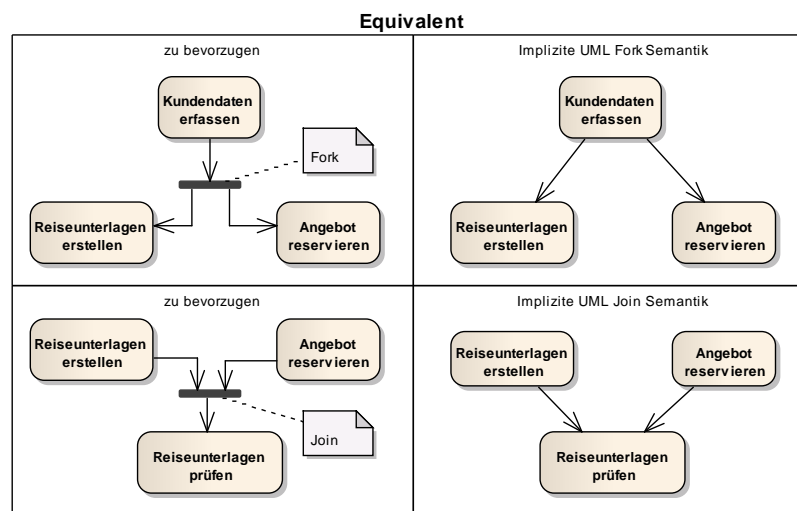 Equivalent
zu bevorzugen
Kundendaten
erfassen
Fork
Reiseunterlagen
erstellen
Angebot
reservieren
Implizite UML Fork Semantik
Kundendaten
erfassen
Reiseunterlagen
erstellen
Angebot
reservieren
zu bevorzugen
Reiseunterlagen
erstellen
Angebot
reservieren
Join
Reiseunterlagen
prüfen
Implizite UML Join Semantik
Reiseunterlagen
erstellen
Angebot
reservieren
Reiseunterlagen
prüfen